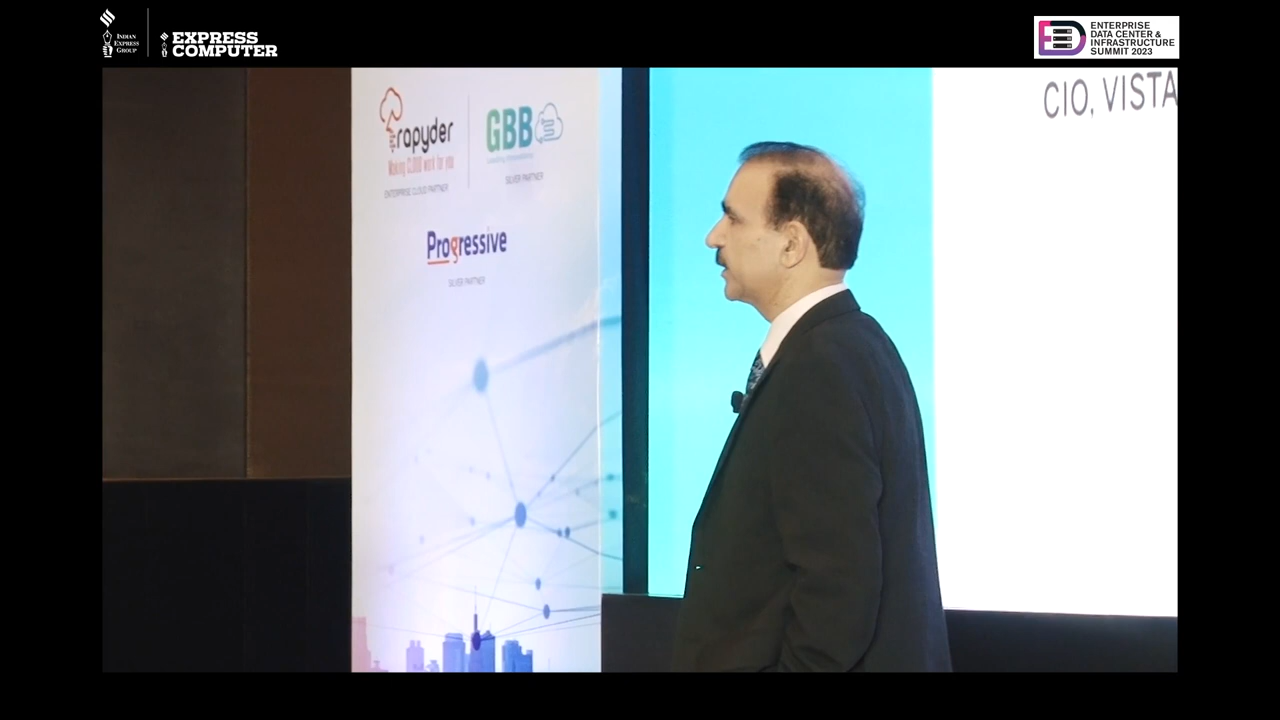 INDIAN
EXPRESS
GROUP
EXPRESS
COMPUTER
ENTERPRISE
DATA CENTER &
INFRASTRUCTURE
SUMMIT 2023
CIO, VISTA
rapyder
Making CLOUD work for you
ENTERPRISE CLOUD PARTNER
GBB
SILVER PARTNER
Progressive
SILVER PARTNER